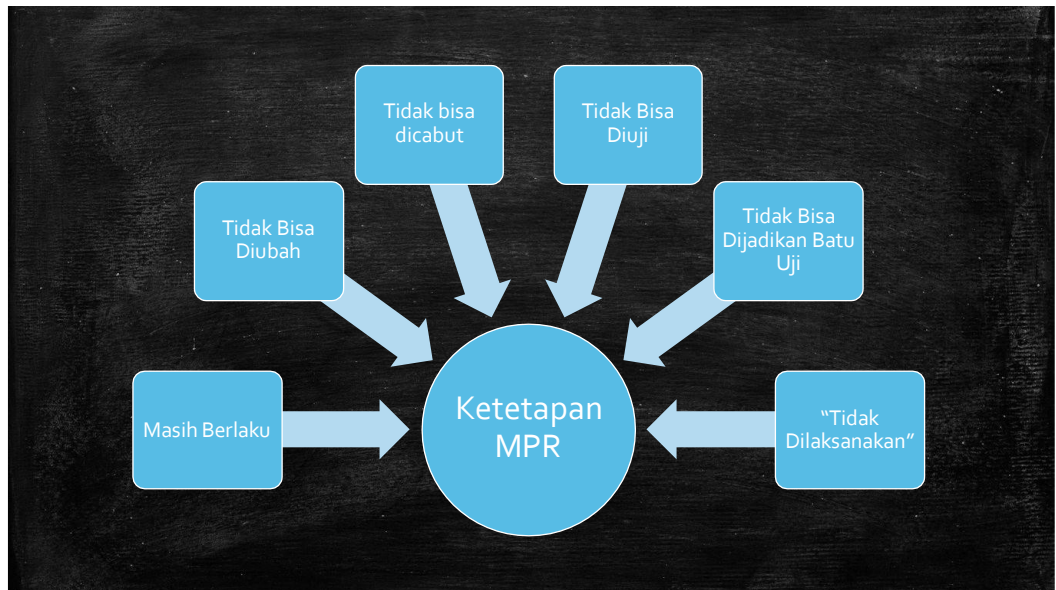 Tidak bisa
dicabut
Tidak Bisa
Diuji
Tidak Bisa
Diubah
Tidak Bisa
Dijadikan Batu
Uji
Masih Berlaku
Ketetapan
MPR
“Tidak
Dilaksanakan”